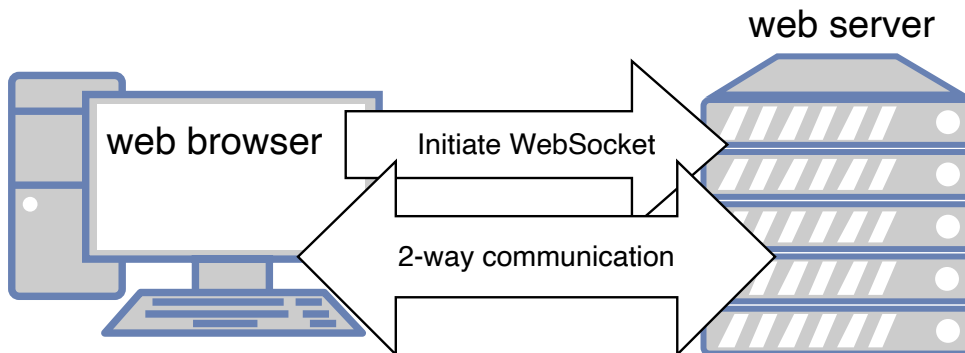 web server
web browser
Initiate WebSocket
2-way communication